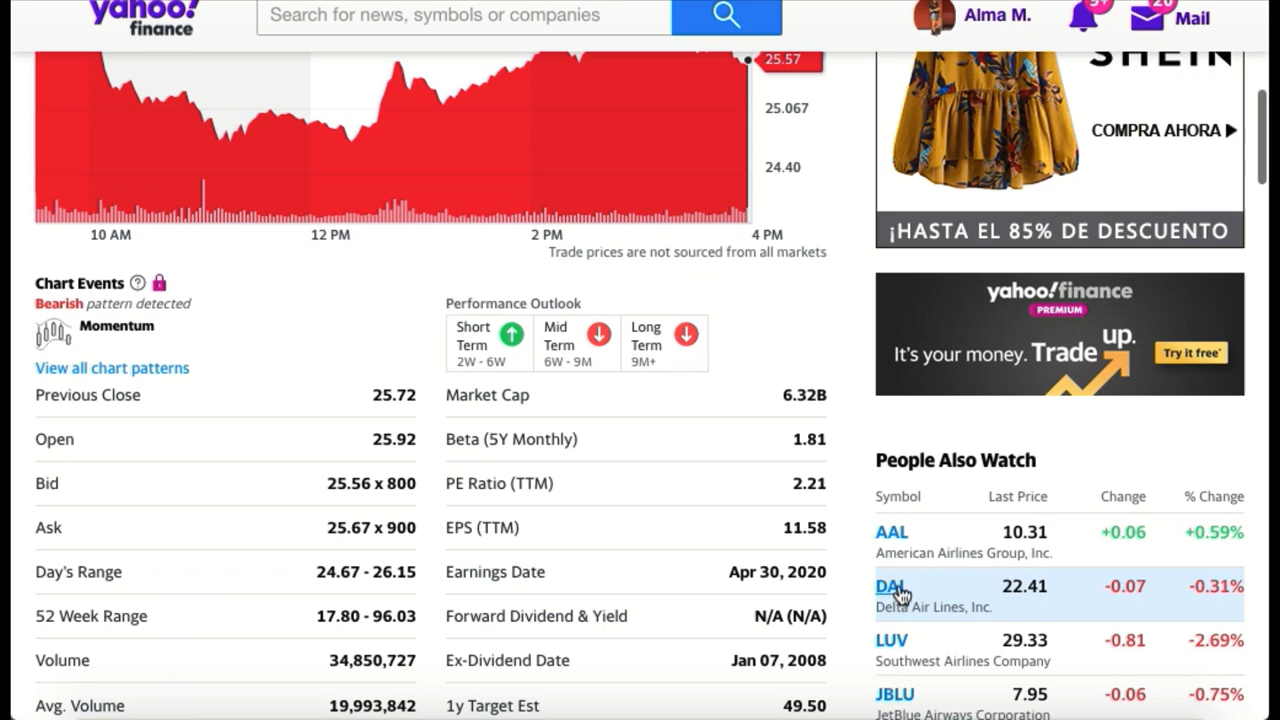 yahoo!
finance
Search for news, symbols or companies
Alma M.
Mail
25.57
25.067
24.40
10 AM 12 PM 2 PM 4 PM
Trade prices are not sourced from all markets
SHEIN
COMPRA AHORA
¡HASTA EL 85% DE DESCUENTO
Chart Events ?
Bearish pattern detected
Momentum
View all chart patterns
Performance Outlook
Short Term 2W - 6W
Mid Term 6W - 9M
Long Term 9M+
Previous Close 25.72
Open 25.92
Bid 25.56 x 800
Ask 25.67 x 900
Day's Range 24.67 - 26.15
52 Week Range 17.80 - 96.03
Volume 34,850,727
Avg. Volume 19,993,842
Market Cap 6.32B
Beta (5Y Monthly) 1.81
PE Ratio (TTM) 2.21
EPS (TTM) 11.58
Earnings Date Apr 30, 2020
Forward Dividend & Yield N/A (N/A)
Ex-Dividend Date Jan 07, 2008
1y Target Est 49.50
yahoo!finance
PREMIUM
It's your money. Trade up.
Try it free*
People Also Watch
Symbol Last Price Change % Change
AAL 10.31 +0.06 +0.59%
American Airlines Group, Inc.
DAL 22.41 -0.07 -0.31%
Delta Air Lines, Inc.
LUV 29.33 -0.81 -2.69%
Southwest Airlines Company
JBLU 7.95 -0.06 -0.75%
JetBlue Airways Corporation